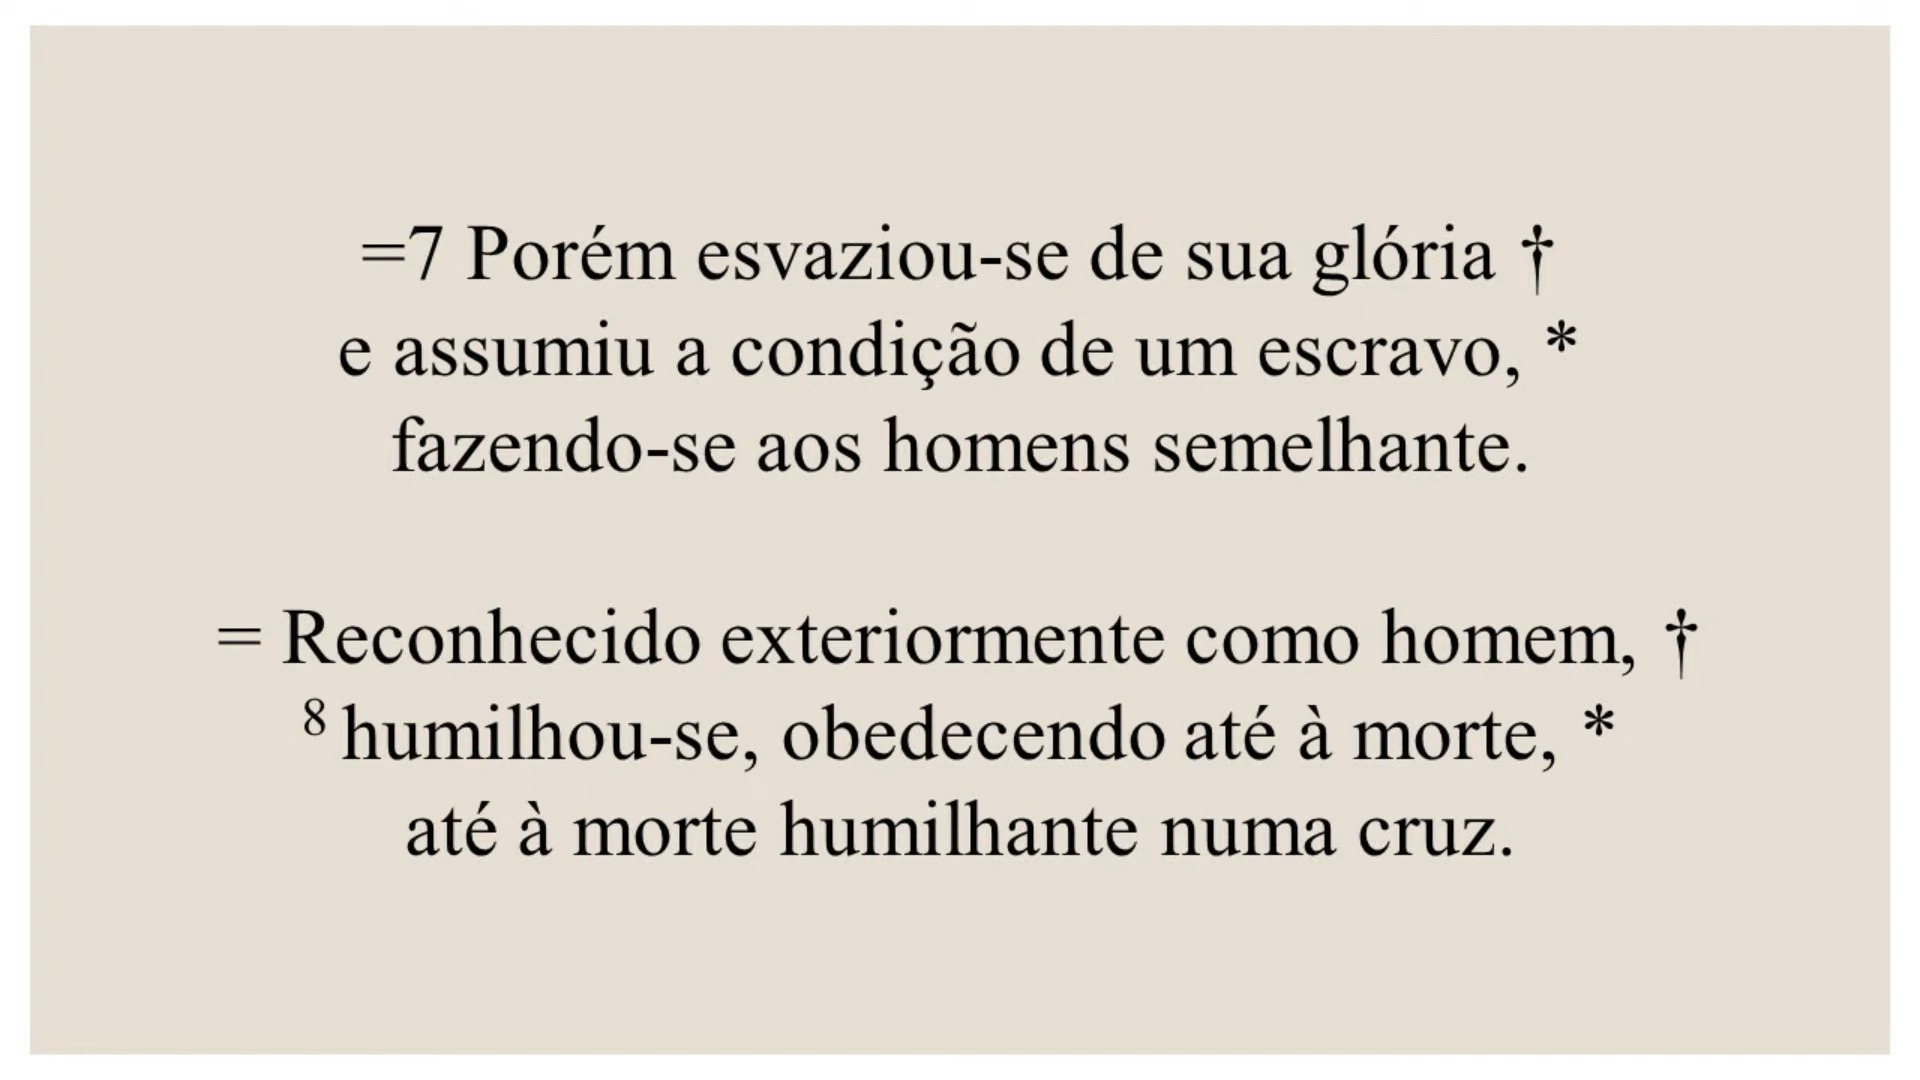 =7 Porém esvaziou-se de sua glória †
e assumiu a condição de um escravo, *
fazendo-se aos homens semelhante.
= Reconhecido exteriormente como homem, †
⁸ humilhou-se, obedecendo até à morte, *
até à morte humilhante numa cruz.